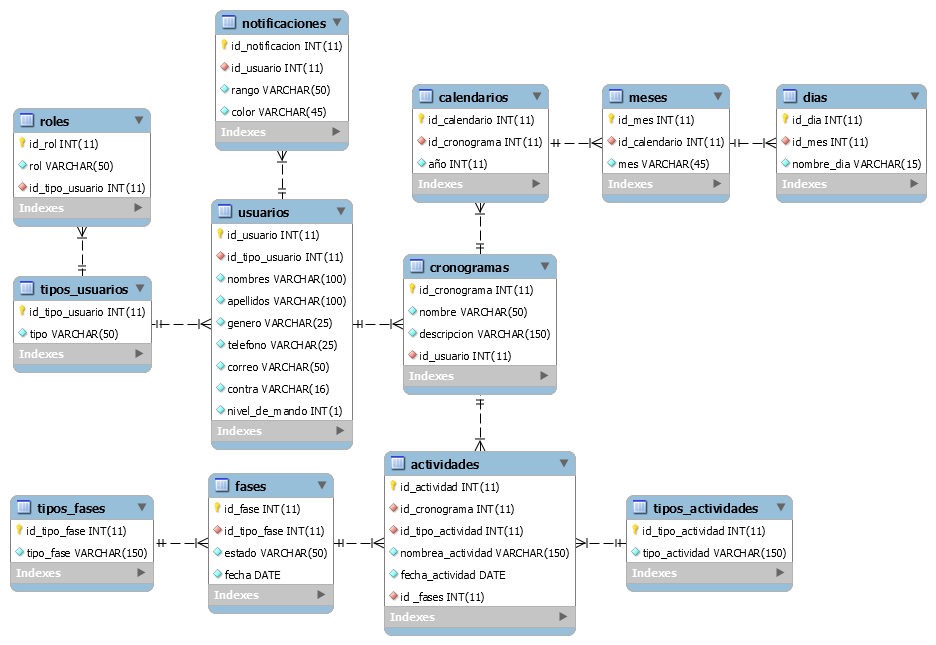 notificaciones
id_notificacion INT(11)
id_usuario INT(11)
rango VARCHAR(50)
color VARCHAR(45)
Indexes
roles
id_rol INT(11)
rol VARCHAR(50)
id_tipo_usuario INT(11)
Indexes
calendarios
id_calendario INT(11)
id_cronograma INT(11)
año INT(11)
Indexes
meses
id_mes INT(11)
id_calendario INT(11)
mes VARCHAR(45)
Indexes
dias
id_dia INT(11)
id_mes INT(11)
nombre_dia VARCHAR(15)
Indexes
tipos_usuarios
id_tipo_usuario INT(11)
tipo VARCHAR(50)
Indexes
usuarios
id_usuario INT(11)
id_tipo_usuario INT(11)
nombres VARCHAR(100)
apellidos VARCHAR(100)
genero VARCHAR(25)
telefono VARCHAR(25)
correo VARCHAR(50)
contra VARCHAR(16)
nivel_de_mando INT(1)
Indexes
cronogramas
id_cronograma INT(11)
nombre VARCHAR(50)
descripcion VARCHAR(150)
id_usuario INT(11)
Indexes
tipos_fases
id_tipo_fase INT(11)
tipo_fase VARCHAR(150)
Indexes
fases
id_fase INT(11)
id_tipo_fase INT(11)
estado VARCHAR(50)
fecha DATE
Indexes
actividades
id_actividad INT(11)
id_cronograma INT(11)
id_tipo_actividad INT(11)
nombrea_actividad VARCHAR(150)
fecha_actividad DATE
id _fases INT(11)
Indexes
tipos_actividades
id_tipo_actividad INT(11)
tipo_actividad VARCHAR(150)
Indexes